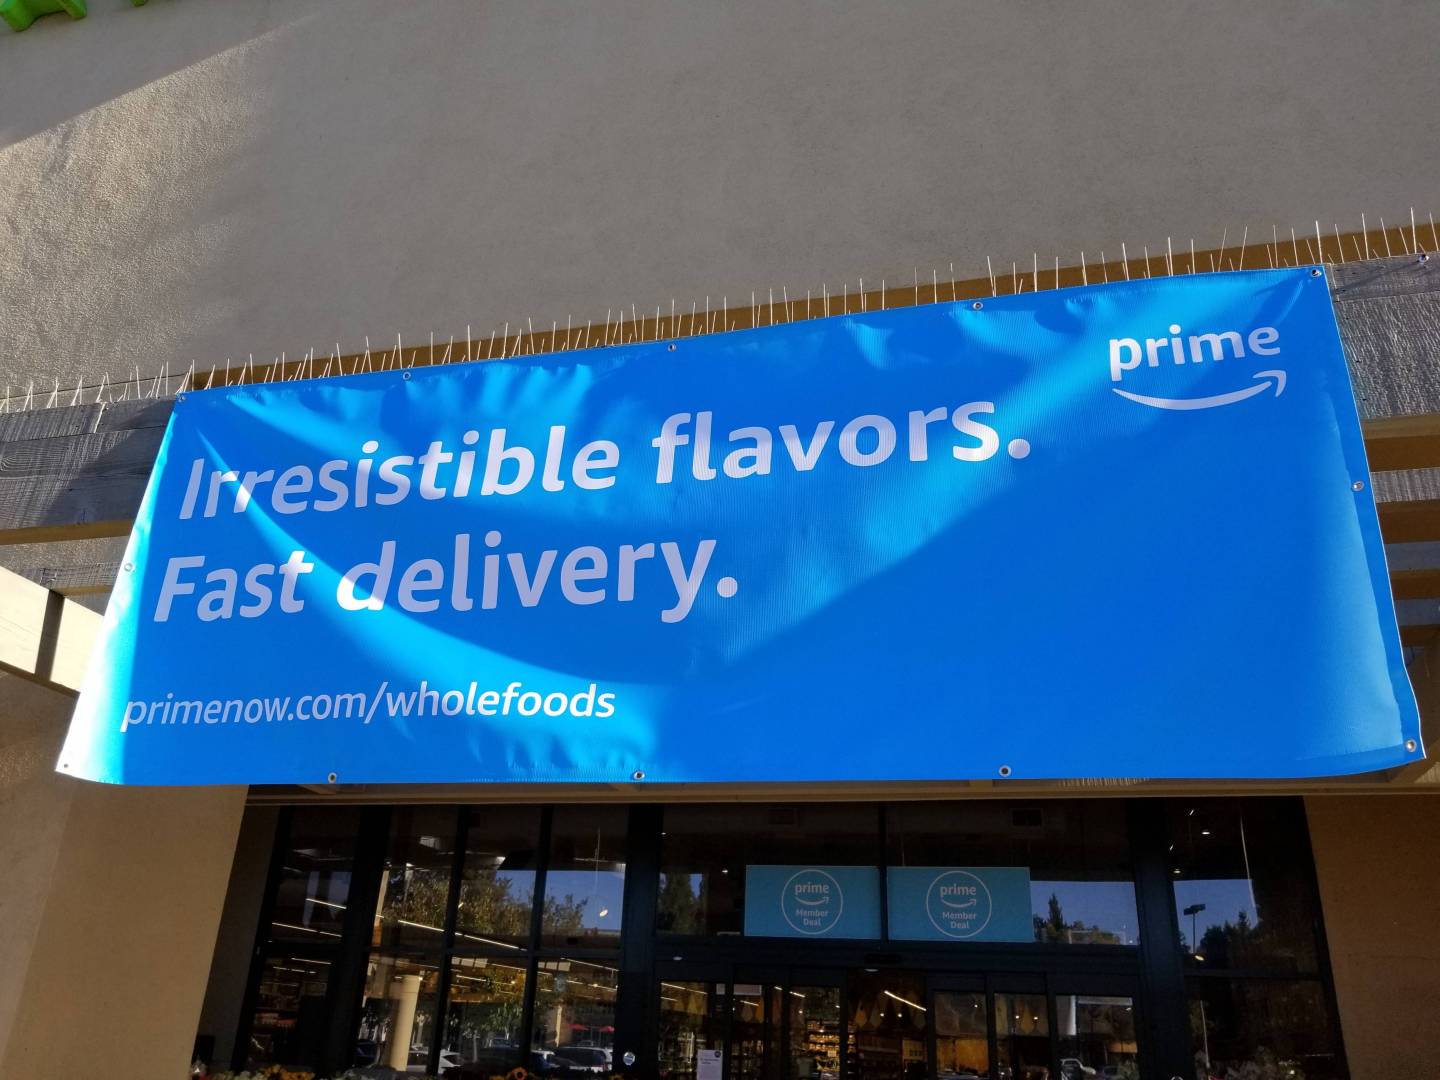 prime
Irresistible flavors.
Fast delivery.
primenow.com/wholefoods
prime
Member
Deal
prime
Member
Deal